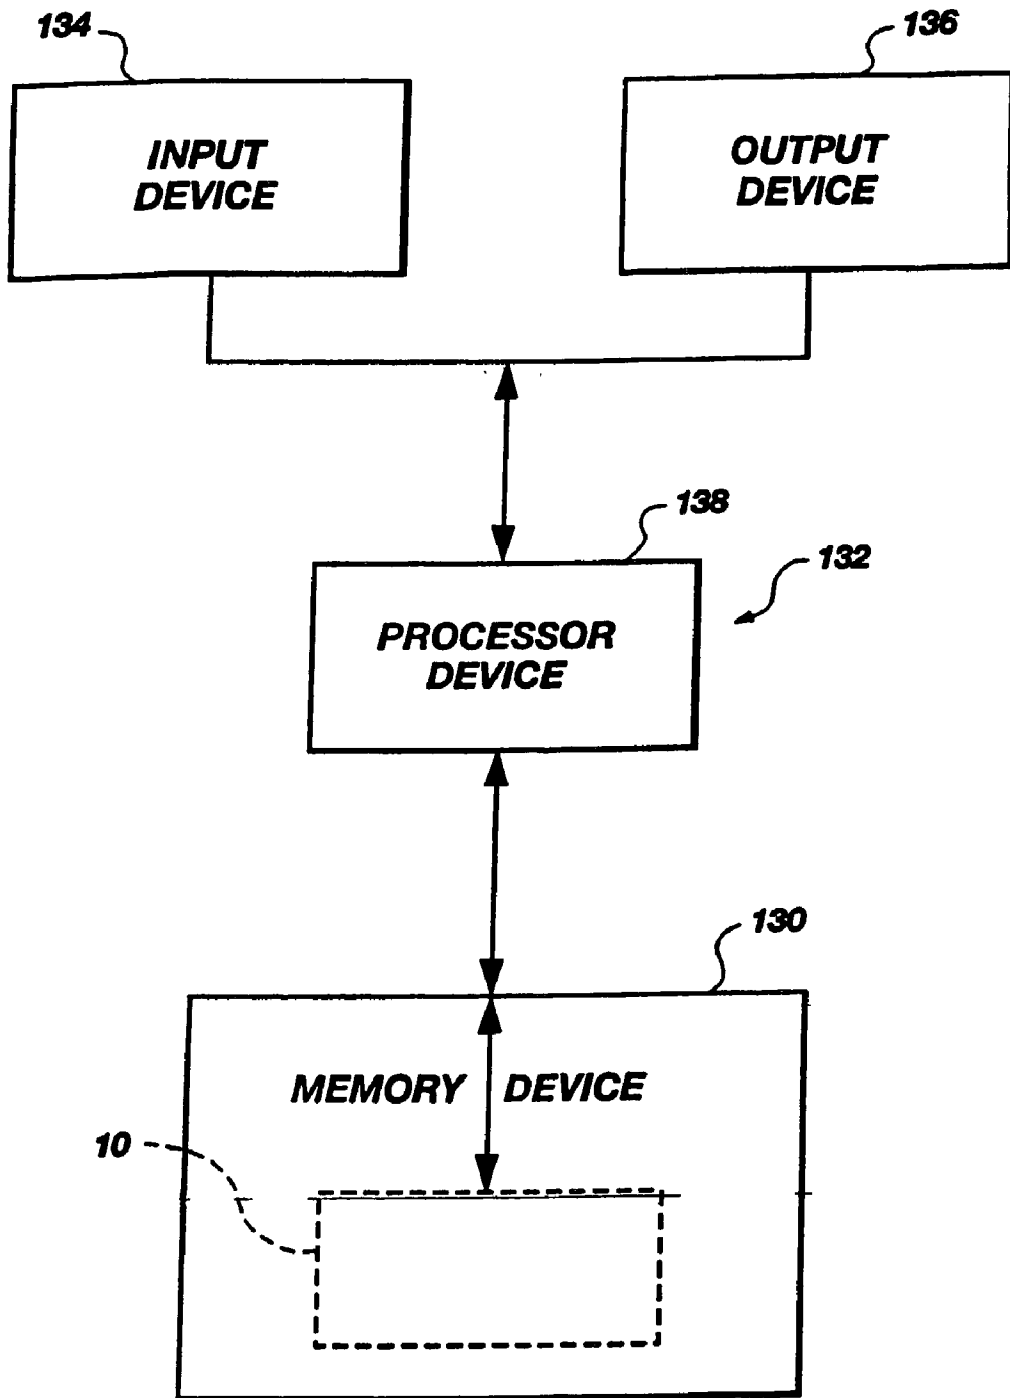 134
136
INPUT
DEVICE
OUTPUT
DEVICE
138
132
PROCESSOR
DEVICE
130
MEMORY DEVICE
10